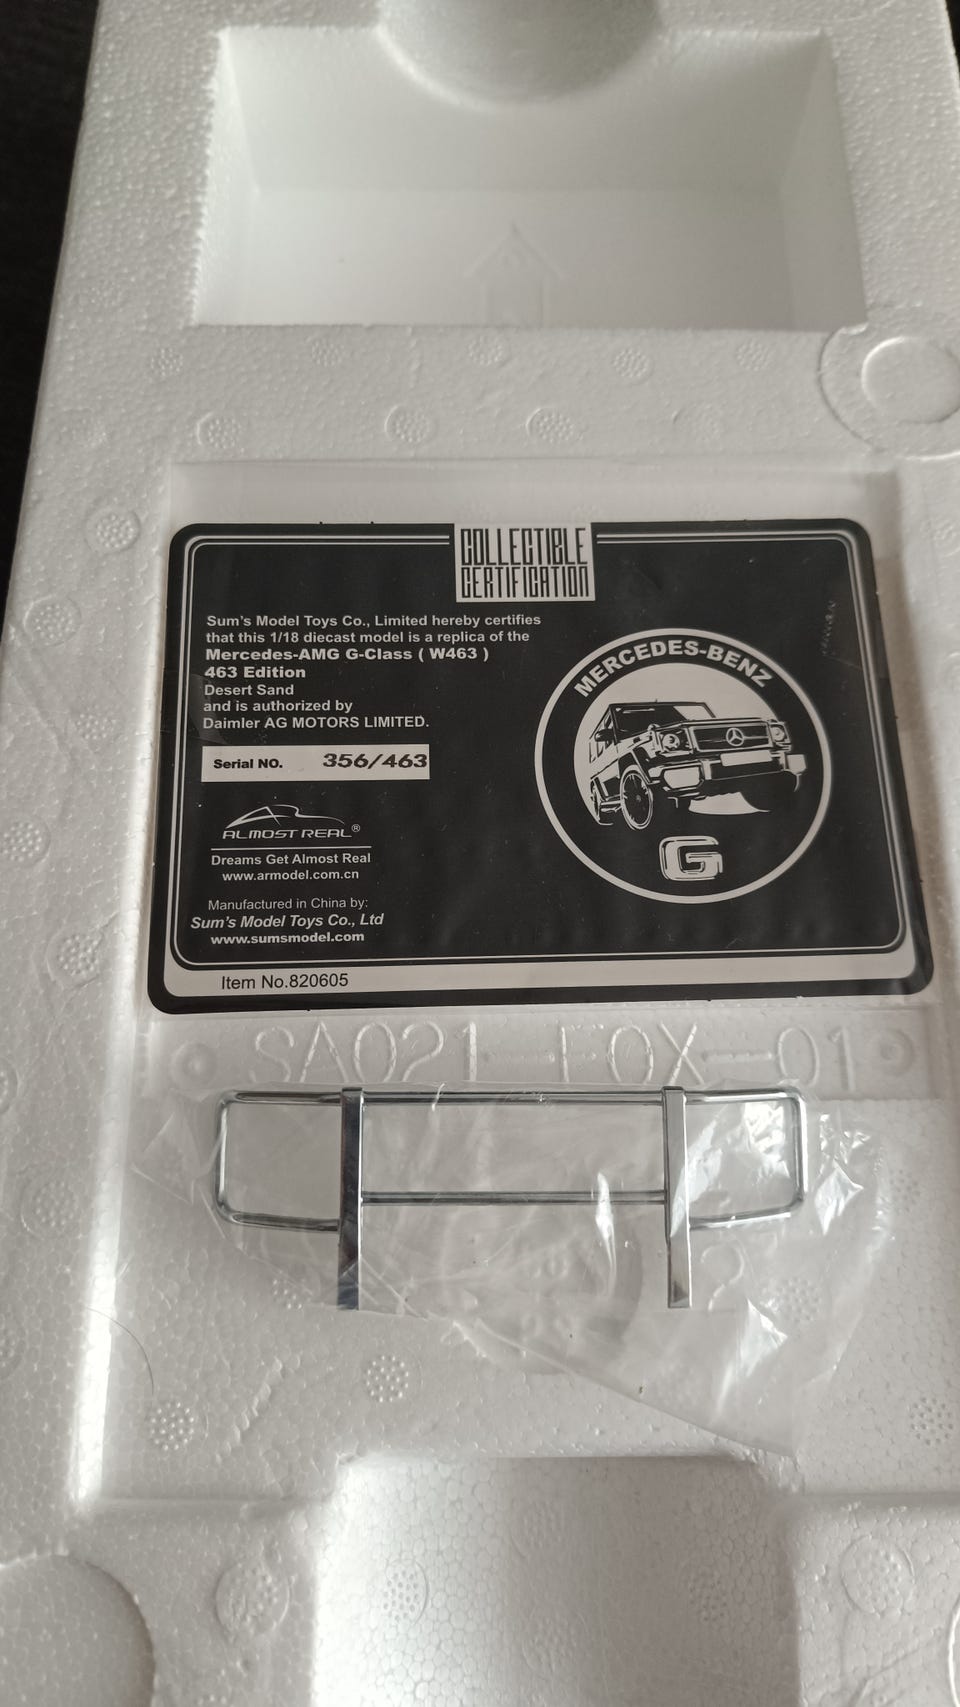 COLLECTIBLE
CERTIFICATION
Sum's Model Toys Co., Limited hereby certifies
that this 1/18 diecast model is a replica of the
Mercedes-AMG G-Class ( W463 )
463 Edition
Desert Sand
and is authorized by
Daimler AG MOTORS LIMITED.
Serial NO. 356/463
ALMOST REAL®
Dreams Get Almost Real
www.armodel.com.cn
Manufactured in China by:
Sum's Model Toys Co., Ltd
www.sumsmodel.com
Item No.820605
MERCEDES-BENZ
G
SA021-FOX-01